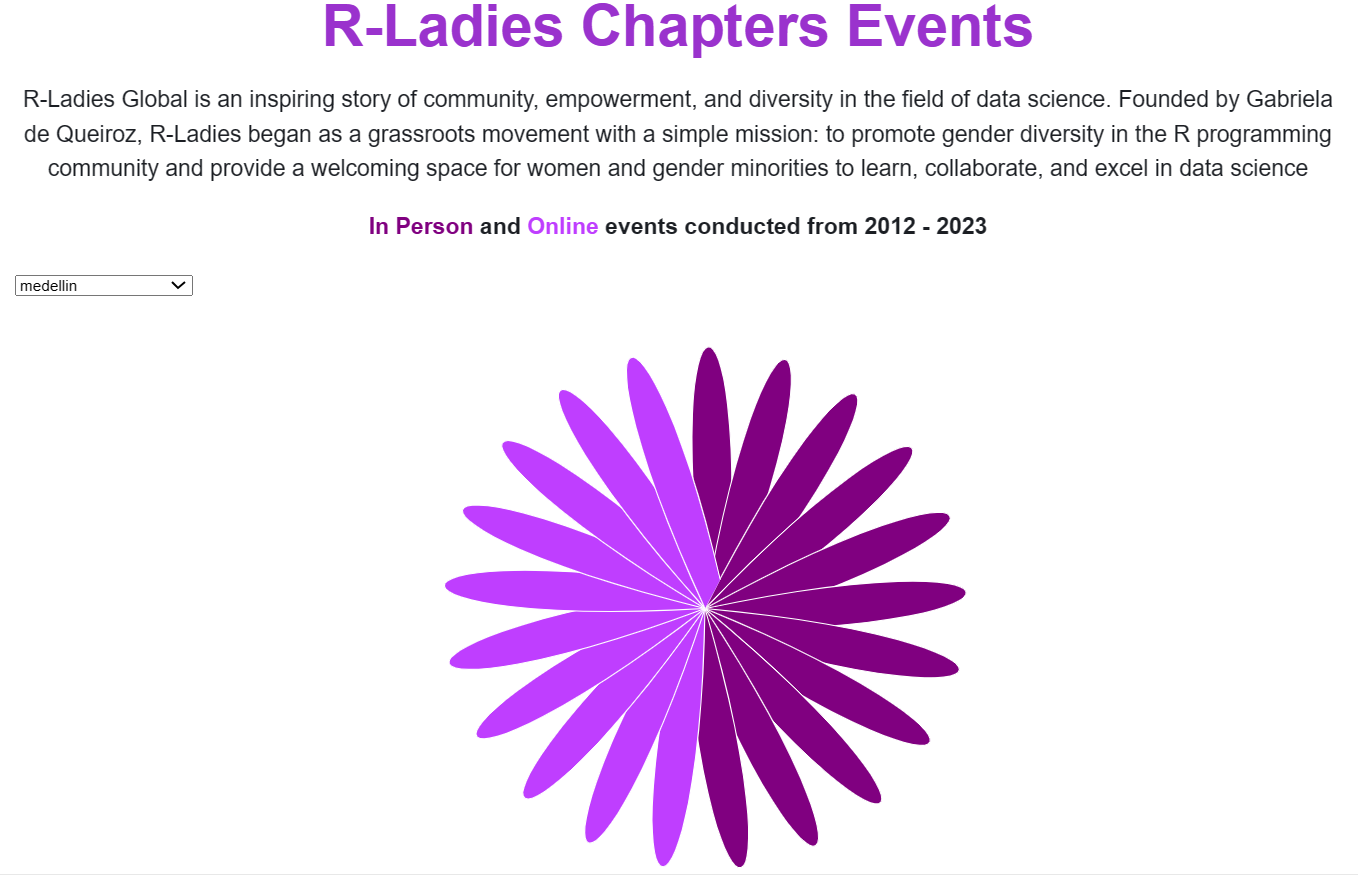 R-Ladies Chapters Events
R-Ladies Global is an inspiring story of community, empowerment, and diversity in the field of data science. Founded by Gabriela
de Queiroz, R-Ladies began as a grassroots movement with a simple mission: to promote gender diversity in the R programming
community and provide a welcoming space for women and gender minorities to learn, collaborate, and excel in data science
In Person and Online events conducted from 2012 - 2023
medellin